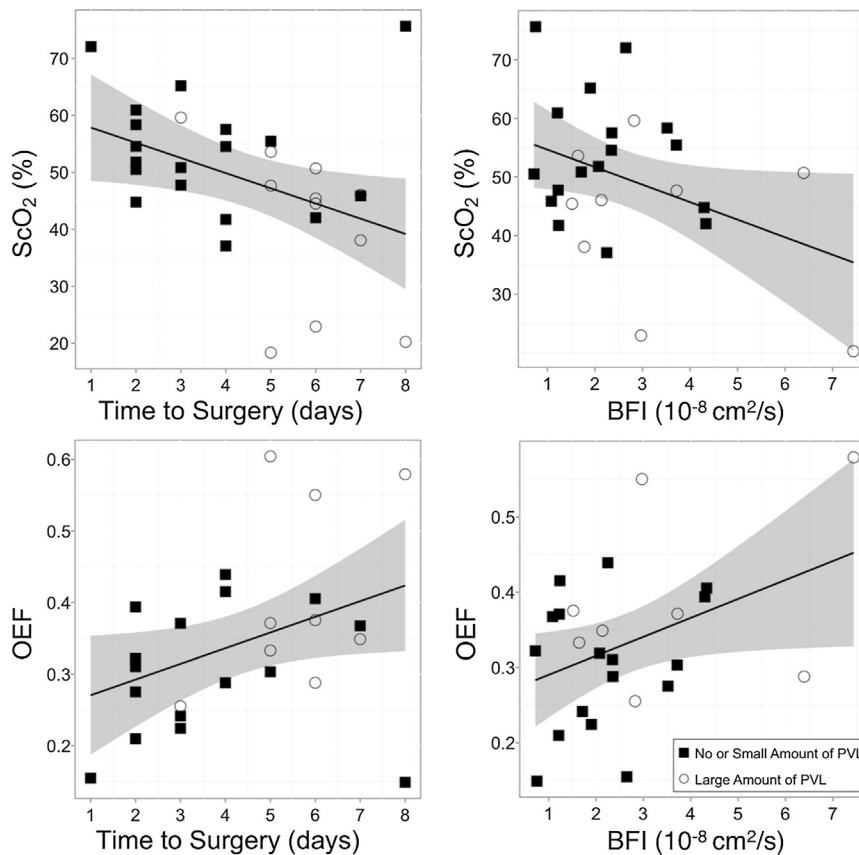 70
60
50
40
30
20
ScO2 (%)
1 2 3 4 5 6 7 8
Time to Surgery (days)
70
60
50
40
30
ScO2 (%)
1 2 3 4 5 6 7
BFI (10-8 cm2/s)
0.6
0.5
0.4
0.3
0.2
OEF
1 2 3 4 5 6 7 8
Time to Surgery (days)
0.5
0.4
0.3
0.2
OEF
No or Small Amount of PVL
Large Amount of PVL
1 2 3 4 5 6 7
BFI (10-8 cm2/s)